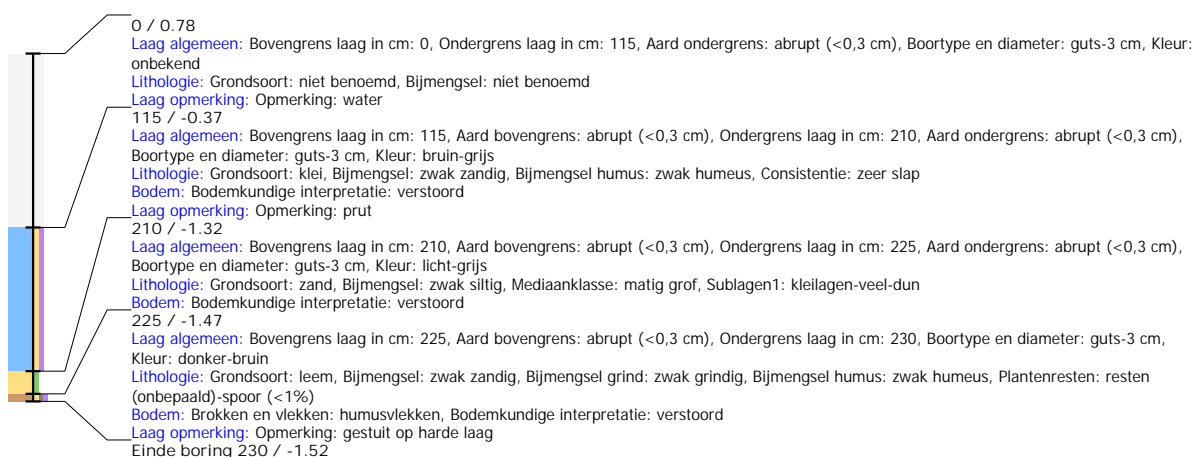 0 / 0.78
Laag algemeen: Bovengrens laag in cm: 0, Ondergrens laag in cm: 115, Aard ondergrens: abrupt (<0,3 cm), Boortype en diameter: guts-3 cm, Kleur:
onbekend
Lithologie: Grondsoort: niet benoemd, Bijmengsel: niet benoemd
Laag opmerking: Opmerking: water
115 / -0.37
Laag algemeen: Bovengrens laag in cm: 115, Aard bovengrens: abrupt (<0,3 cm), Ondergrens laag in cm: 210, Aard ondergrens: abrupt (<0,3 cm),
Boortype en diameter: guts-3 cm, Kleur: bruin-grijs
Lithologie: Grondsoort: klei, Bijmengsel: zwak zandig, Bijmengsel humus: zwak humeus, Consistentie: zeer slap
Bodem: Bodemkundige interpretatie: verstoord
Laag opmerking: Opmerking: prut
210 / -1.32
Laag algemeen: Bovengrens laag in cm: 210, Aard bovengrens: abrupt (<0,3 cm), Ondergrens laag in cm: 225, Aard ondergrens: abrupt (<0,3 cm),
Boortype en diameter: guts-3 cm, Kleur: licht-grijs
Lithologie: Grondsoort: zand, Bijmengsel: zwak siltig, Mediaanklasse: matig grof, Sublagen1: kleilagen-veel-dun
Bodem: Bodemkundige interpretatie: verstoord
225 / -1.47
Laag algemeen: Bovengrens laag in cm: 225, Aard bovengrens: abrupt (<0,3 cm), Ondergrens laag in cm: 230, Boortype en diameter: guts-3 cm,
Kleur: donker-bruin
Lithologie: Grondsoort: leem, Bijmengsel: zwak zandig, Bijmengsel grind: zwak grindig, Bijmengsel humus: zwak humeus, Plantenresten: resten
(onbepaald)-spoor (<1%)
Bodem: Brokken en vlekken: humusvlekken, Bodemkundige interpretatie: verstoord
Laag opmerking: Opmerking: gestuit op harde laag
Einde boring 230 / -1.52